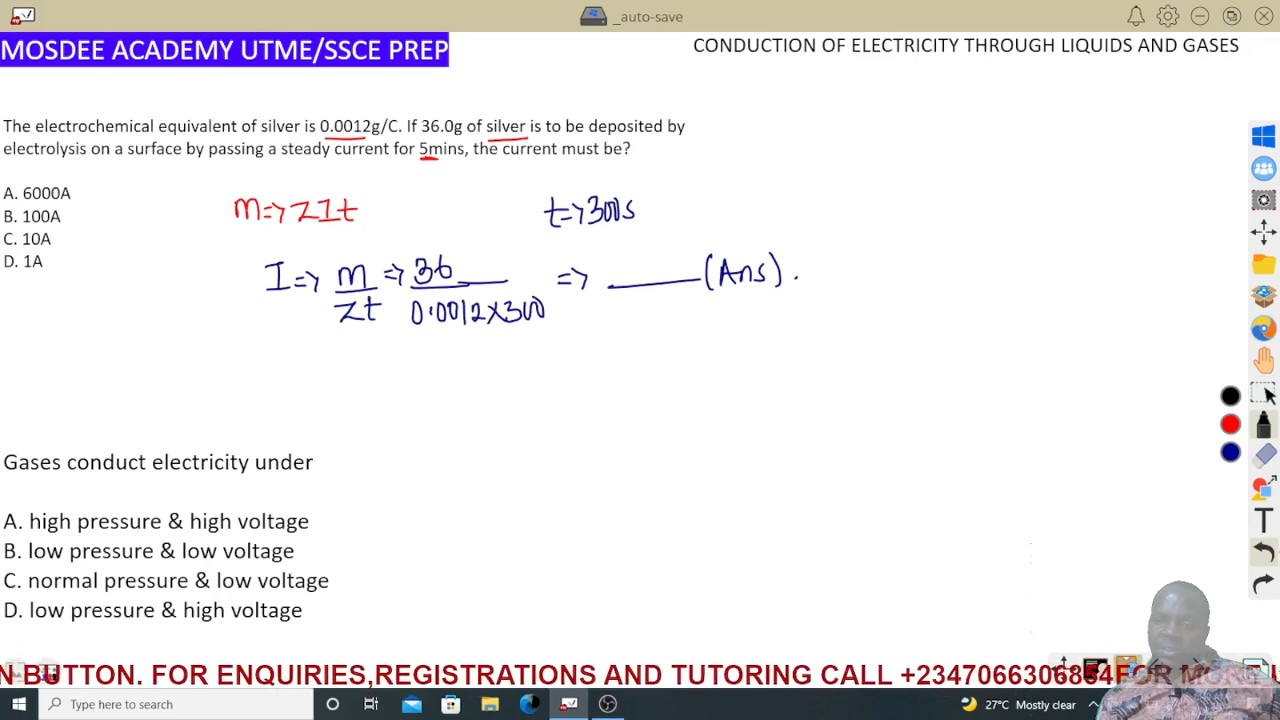 _auto-save
MOSDEE ACADEMY UTME/SSCE PREP
CONDUCTION OF ELECTRICITY THROUGH LIQUIDS AND GASES
The electrochemical equivalent of silver is 0.0012g/C. If 36.0g of silver is to be deposited by
electrolysis on a surface by passing a steady current for 5mins, the current must be?
A. 6000A
B. 100A
C. 10A
D. 1A
m=> ZIt
t=>300s
I=> m/Zt => 36/0.0012×300 => ____ (Ans).
Gases conduct electricity under
A. high pressure & high voltage
B. low pressure & low voltage
C. normal pressure & low voltage
D. low pressure & high voltage
N BUTTON. FOR ENQUIRIES,REGISTRATIONS AND TUTORING CALL +2347066306864FOR MORE.
Type here to search
27°C Mostly clear